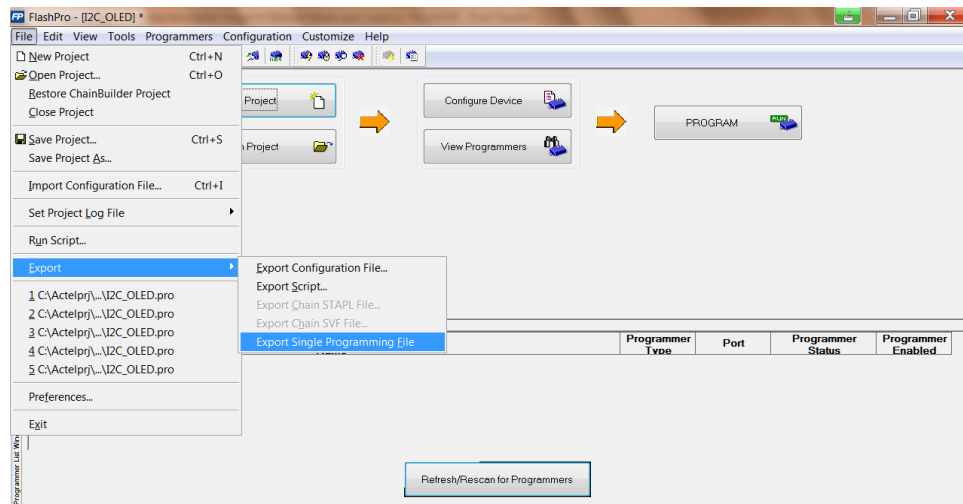 FP FlashPro - [I2C_OLED] *
File Edit View Tools Programmers Configuration Customize Help
New Project Ctrl+N
Open Project... Ctrl+O
Restore ChainBuilder Project
Close Project
Save Project... Ctrl+S
Save Project As...
Import Configuration File... Ctrl+I
Set Project Log File
Run Script...
Export
1 C:\Actelprj\...\I2C_OLED.pro
2 C:\Actelprj\...\I2C_OLED.pro
3 C:\Actelprj\...\I2C_OLED.pro
4 C:\Actelprj\...\I2C_OLED.pro
5 C:\Actelprj\...\I2C_OLED.pro
Preferences...
Exit
Export Configuration File...
Export Script...
Export Chain STAPL File...
Export Chain SVF File...
Export Single Programming File
Project
Project
Configure Device
View Programmers
PROGRAM
RUN
Programmer Type
Port
Programmer Status
Programmer Enabled
Refresh/Rescan for Programmers
Programmer List Win